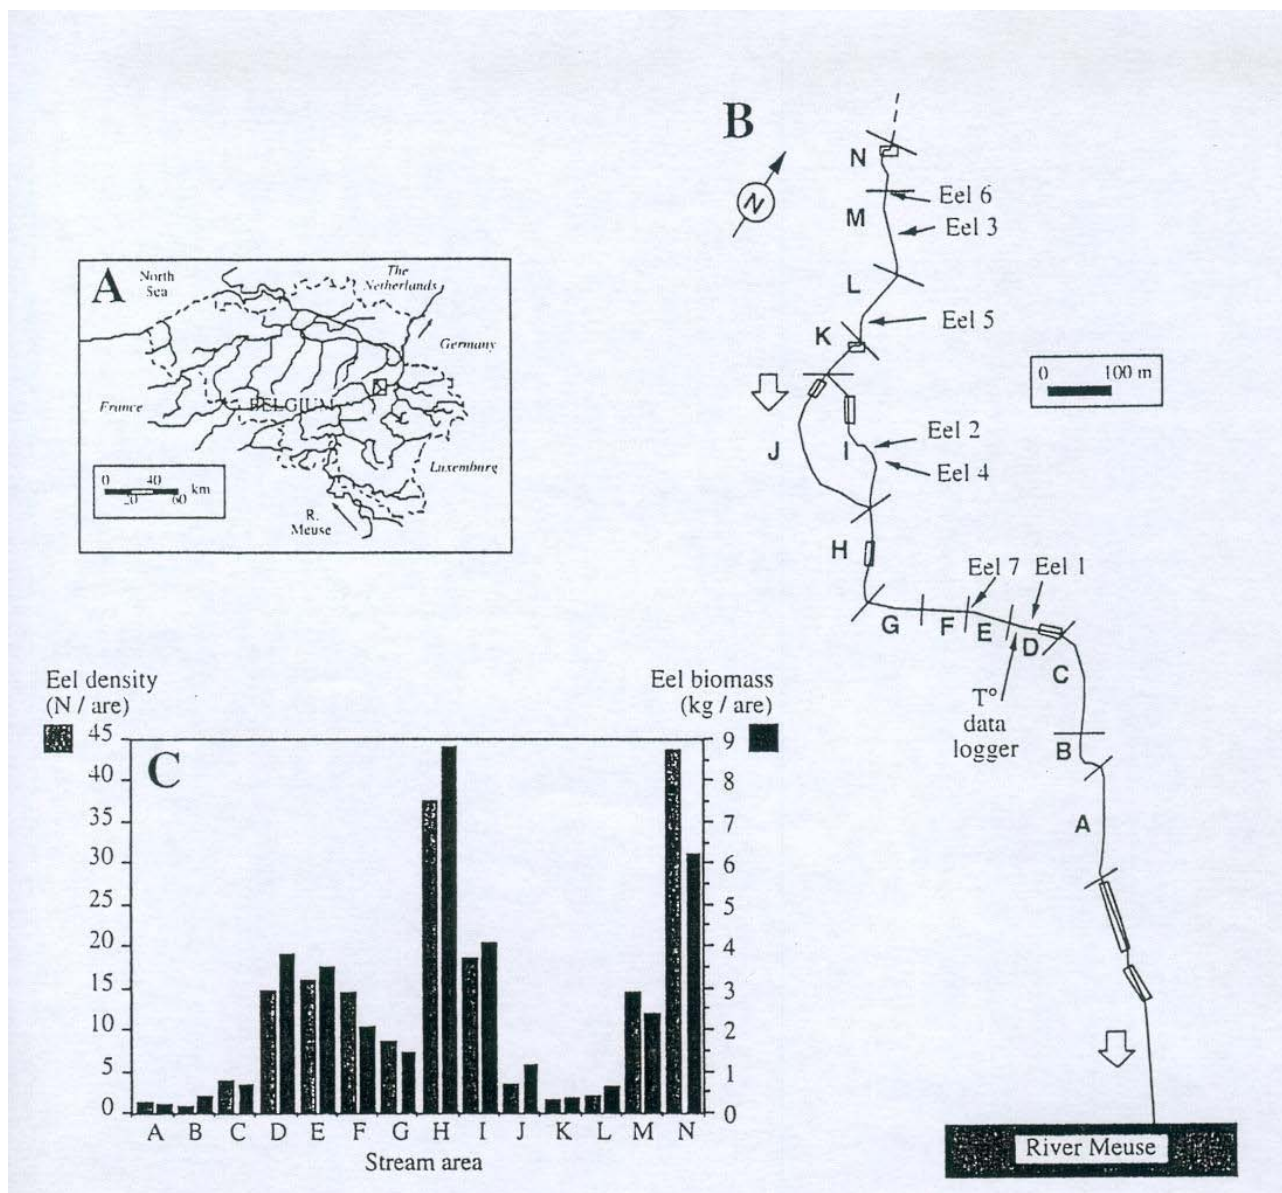 A
North
Sea
The
Netherlands
Germany
France
BELGIUM
Luxemburg
0 40 km
20 60
R.
Meuse
B
N
N
Eel 6
M
Eel 3
L
Eel 5
K
0 100 m
Eel 2
J
I
Eel 4
H
Eel 7 Eel 1
G F E D
C
T°
data
logger
B
A
River Meuse
Eel density
(N / are)
Eel biomass
(kg / are)
C
45
40
35
30
25
20
15
10
5
0
9
8
7
6
5
4
3
2
1
0
A B C D E F G H I J K L M N
Stream area